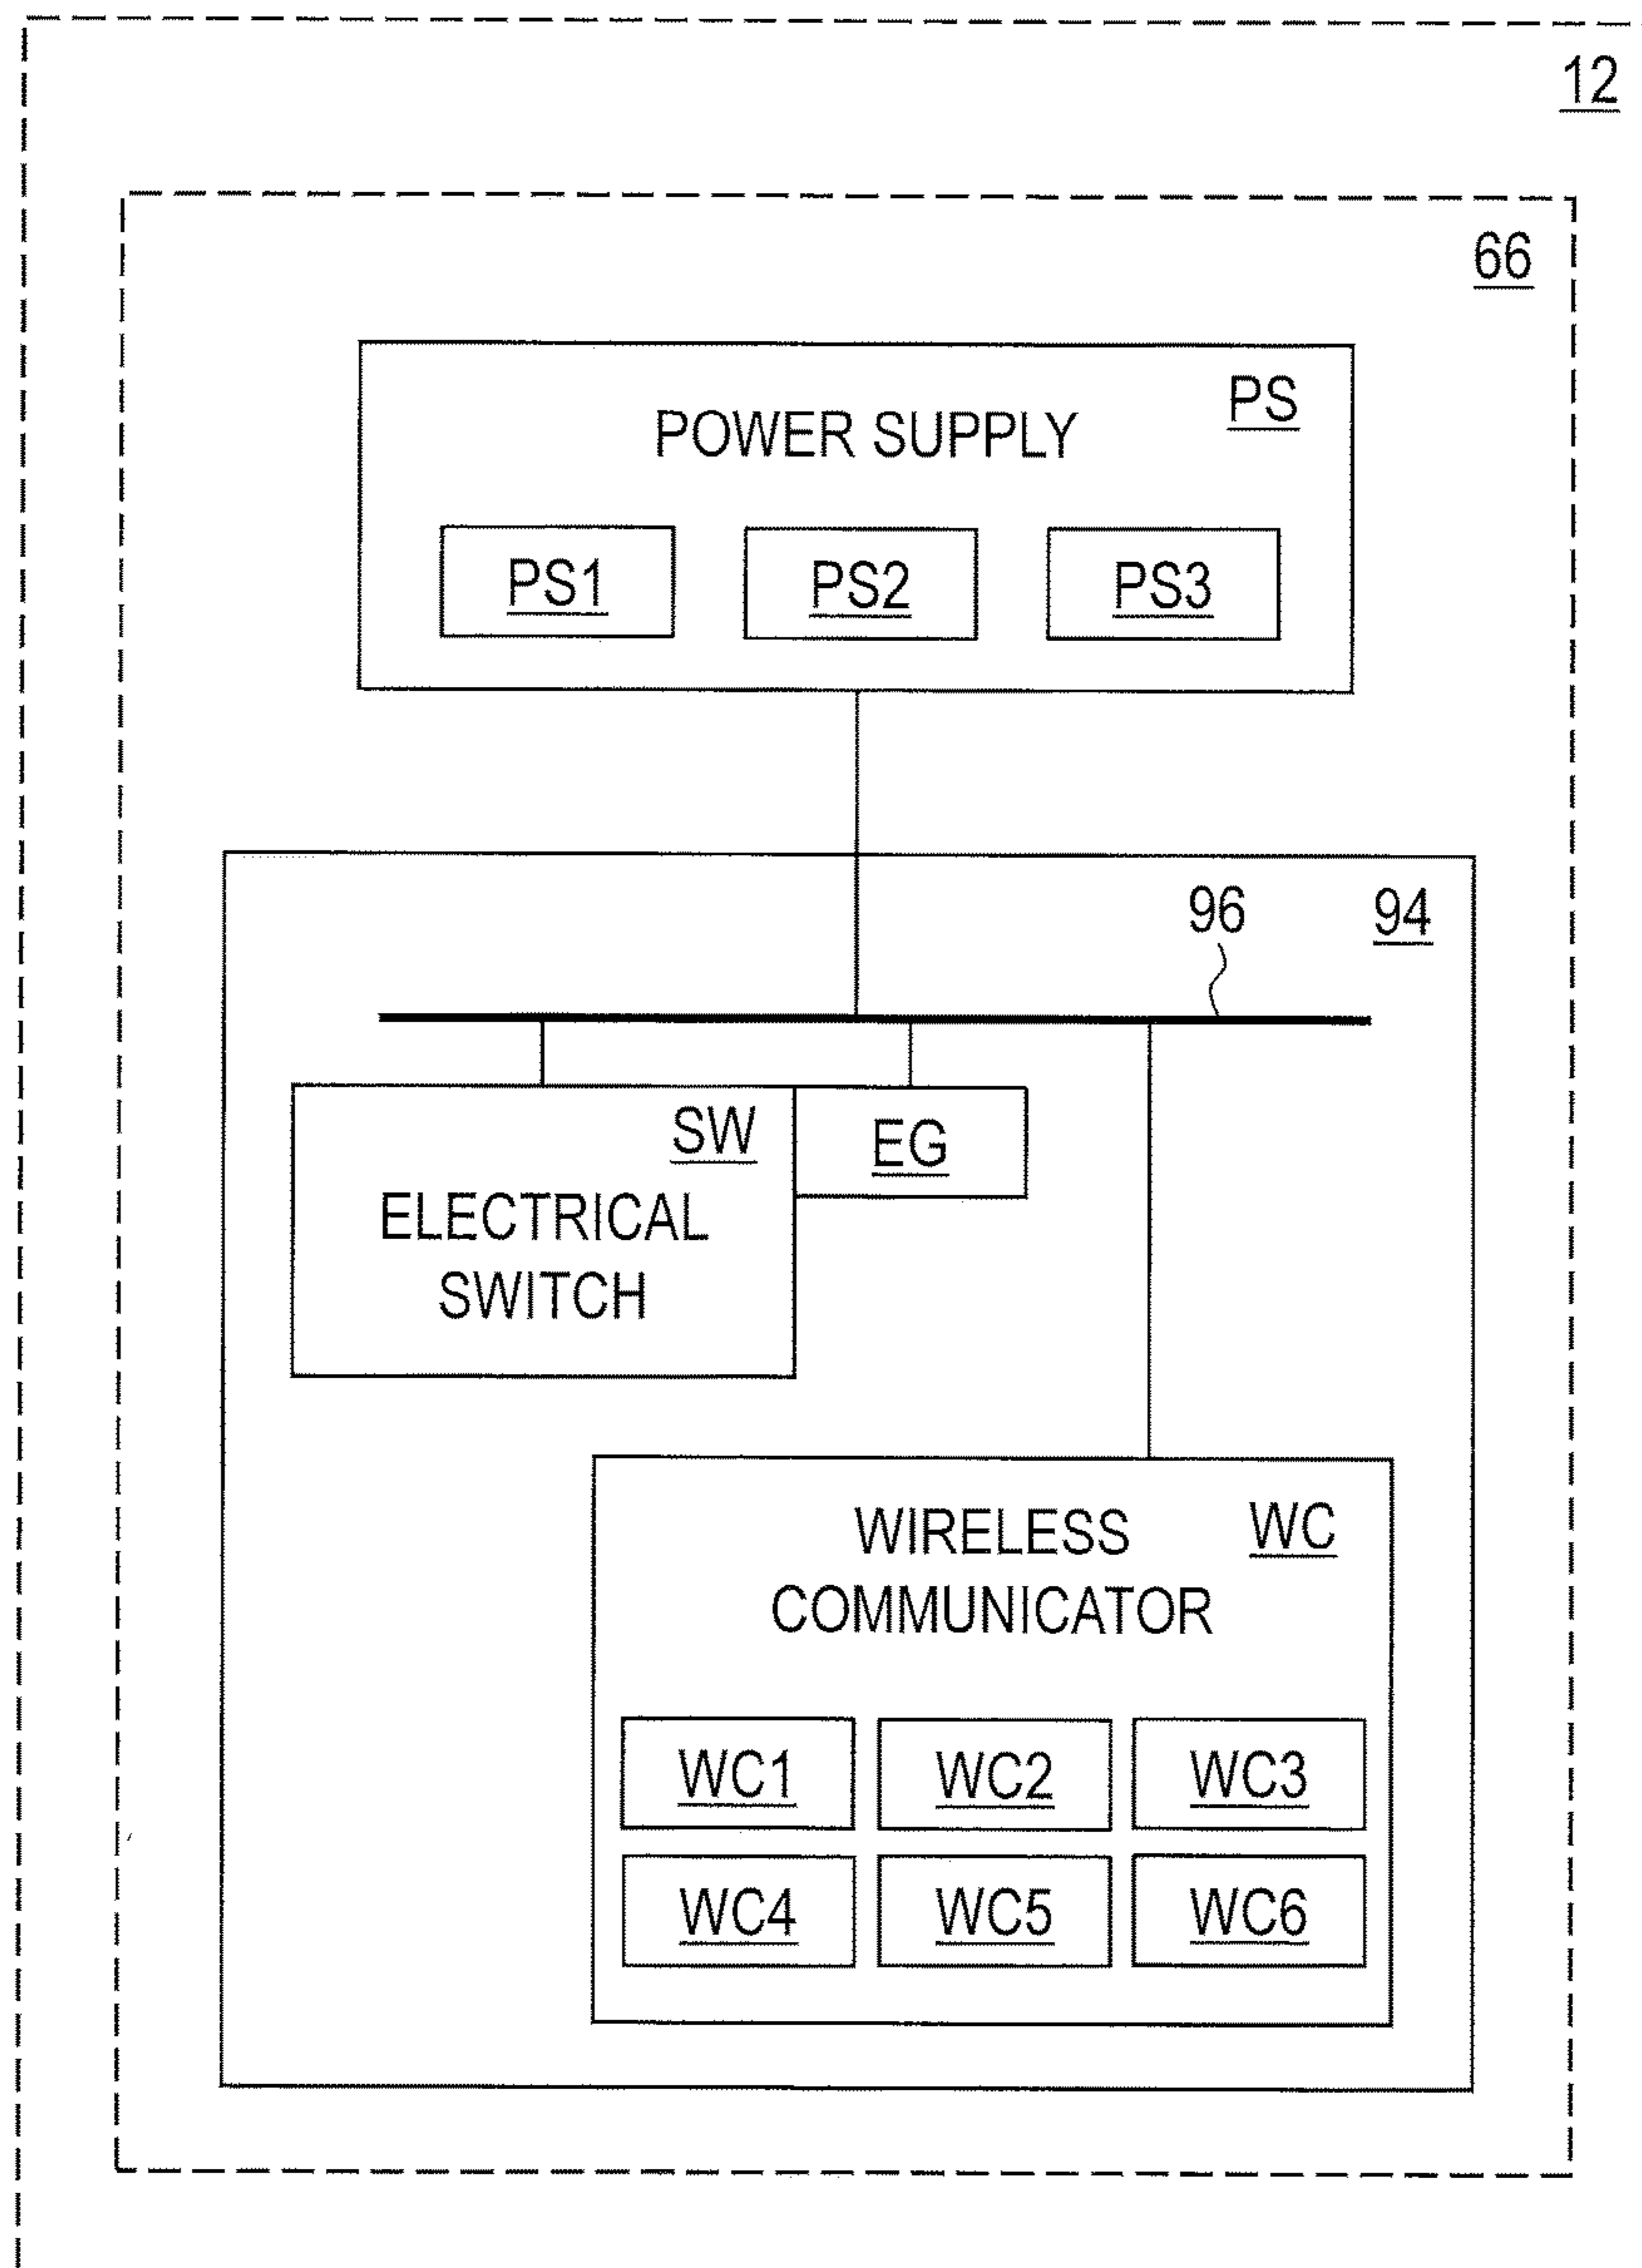 12
66
PS
POWER SUPPLY
PS1 PS2 PS3
96
94
SW
EG
ELECTRICAL
SWITCH
WIRELESS
WC
COMMUNICATOR
WC1 WC2 WC3
WC4 WC5 WC6